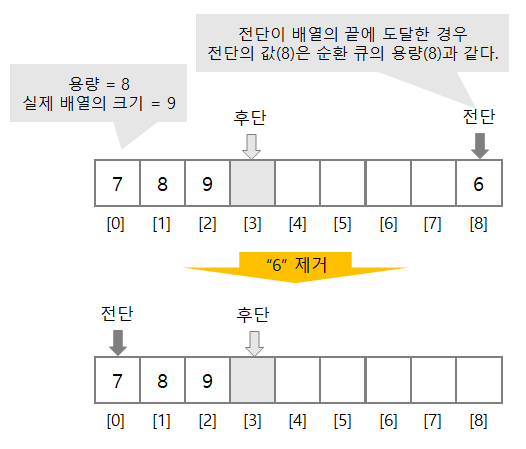 전단이 배열의 끝에 도달한 경우
전단의 값(8)은 순환 큐의 용량(8)과 같다.
용량 = 8
실제 배열의 크기 = 9
후단
전단
7 8 9 6
[0] [1] [2] [3] [4] [5] [6] [7] [8]
“6” 제거
전단
후단
7 8 9
[0] [1] [2] [3] [4] [5] [6] [7] [8]